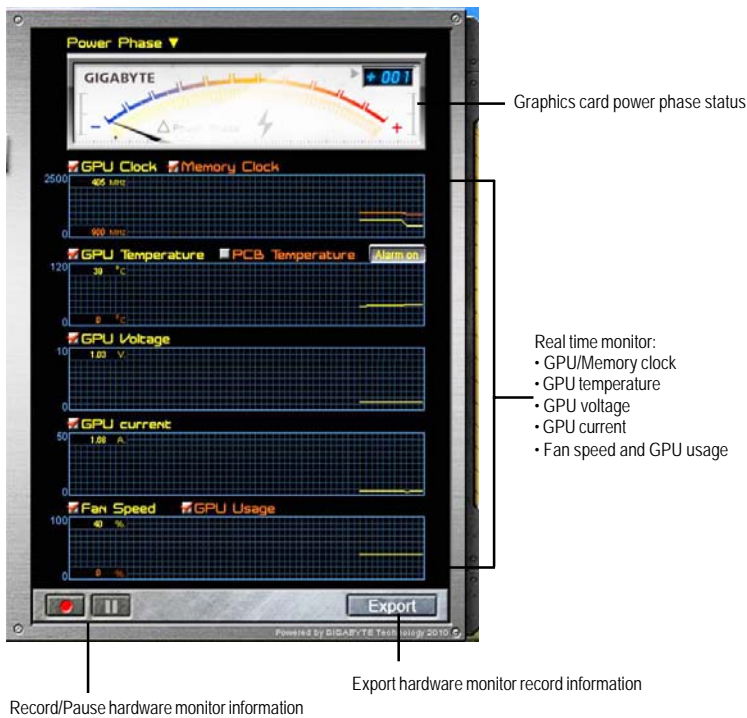 Power Phase ▼
GIGABYTE
+ 001
Graphics card power phase status
− Power Phase +
GPU Clock Memory Clock
2500
405 MHz
900 MHz
0
GPU Temperature PCB Temperature Alarm on
120
39 °C
0 °C
0
GPU Voltage
10
1.03 V.
0
Real time monitor:
• GPU/Memory clock
• GPU temperature
• GPU voltage
• GPU current
• Fan speed and GPU usage
GPU current
50
1.08 A.
0
Fan Speed GPU Usage
100
40 %.
0 %.
0
Export
Powered by GIGABYTE Technology 2010 ©
Export hardware monitor record information
Record/Pause hardware monitor information